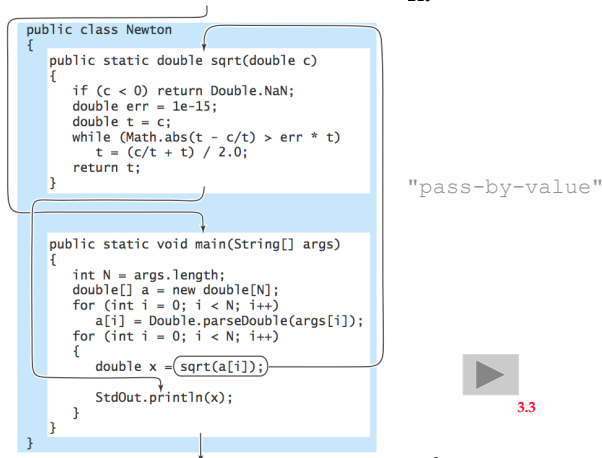 public class Newton
{
public static double sqrt(double c)
{
if (c < 0) return Double.NaN;
double err = 1e-15;
double t = c;
while (Math.abs(t - c/t) > err * t)
t = (c/t + t) / 2.0;
return t;
}
"pass-by-value"
public static void main(String[] args)
{
int N = args.length;
double[] a = new double[N];
for (int i = 0; i < N; i++)
a[i] = Double.parseDouble(args[i]);
for (int i = 0; i < N; i++)
{
double x = sqrt(a[i]);
StdOut.println(x);
}
}
}
3.3